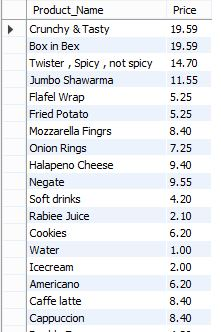 Product_Name Price
Crunchy & Tasty 19.59
Box in Bex 19.59
Twister , Spicy , not spicy 14.70
Jumbo Shawarma 11.55
Flafel Wrap 5.25
Fried Potato 5.25
Mozzarella Fingrs 8.40
Onion Rings 7.25
Halapeno Cheese 9.40
Negate 9.55
Soft drinks 4.20
Rabiee Juice 2.10
Cookies 6.20
Water 1.00
Icecream 2.00
Americano 6.20
Caffe latte 8.40
Cappuccion 8.40